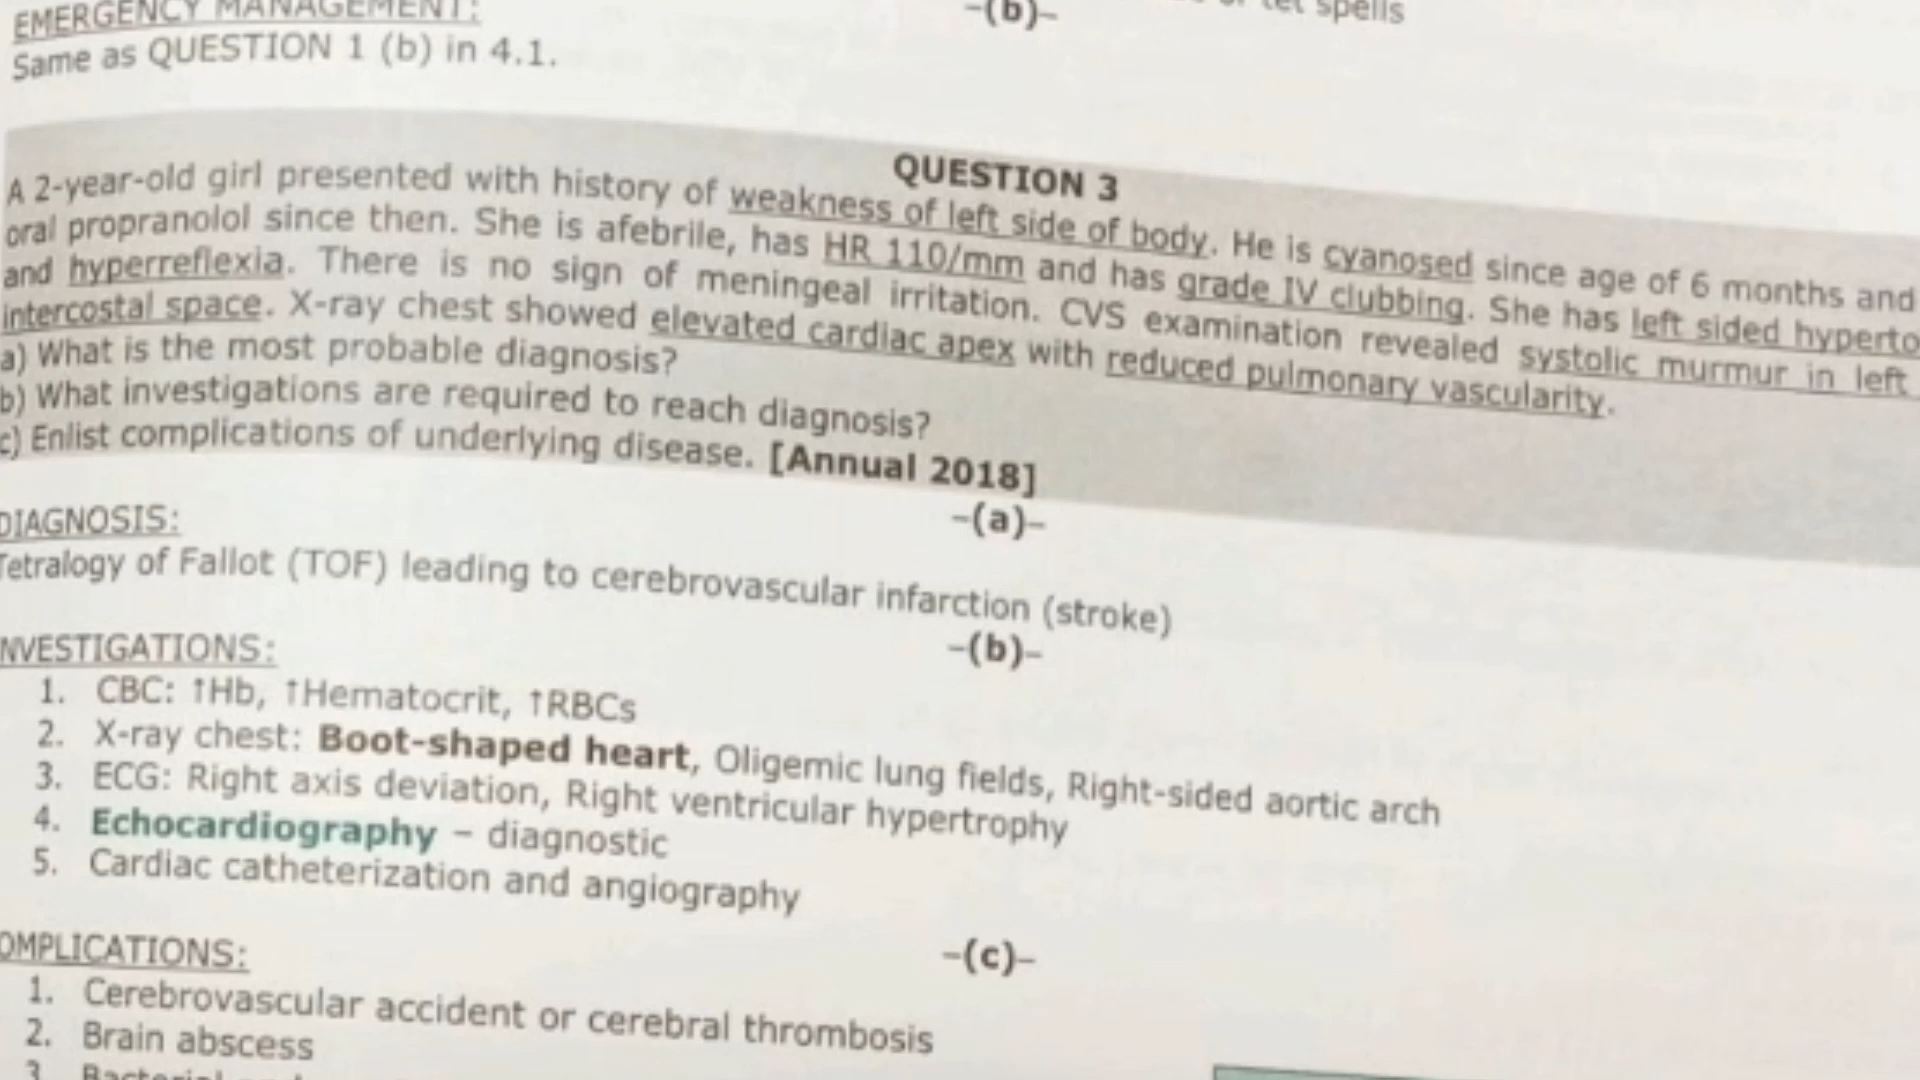 EMERGENCY MANAGEMENT:
-(b)-
tet spells
Same as QUESTION 1 (b) in 4.1.
QUESTION 3
A 2-year-old girl presented with history of weakness of left side of body. He is cyanosed since age of 6 months and
oral propranolol since then. She is afebrile, has HR 110/mm and has grade IV clubbing. She has left sided hyperto
and hyperreflexia. There is no sign of meningeal irritation. CVS examination revealed systolic murmur in left
intercostal space. X-ray chest showed elevated cardiac apex with reduced pulmonary vascularity.
a) What is the most probable diagnosis?
b) What investigations are required to reach diagnosis?
c) Enlist complications of underlying disease. [Annual 2018]
-(a)-
DIAGNOSIS:
Tetralogy of Fallot (TOF) leading to cerebrovascular infarction (stroke)
-(b)-
NVESTIGATIONS:
1. CBC: ↑Hb, ↑Hematocrit, ↑RBCs
2. X-ray chest: Boot-shaped heart, Oligemic lung fields, Right-sided aortic arch
3. ECG: Right axis deviation, Right ventricular hypertrophy
4. Echocardiography – diagnostic
5. Cardiac catheterization and angiography
-(c)-
OMPLICATIONS:
1. Cerebrovascular accident or cerebral thrombosis
2. Brain abscess
3. Bacterial